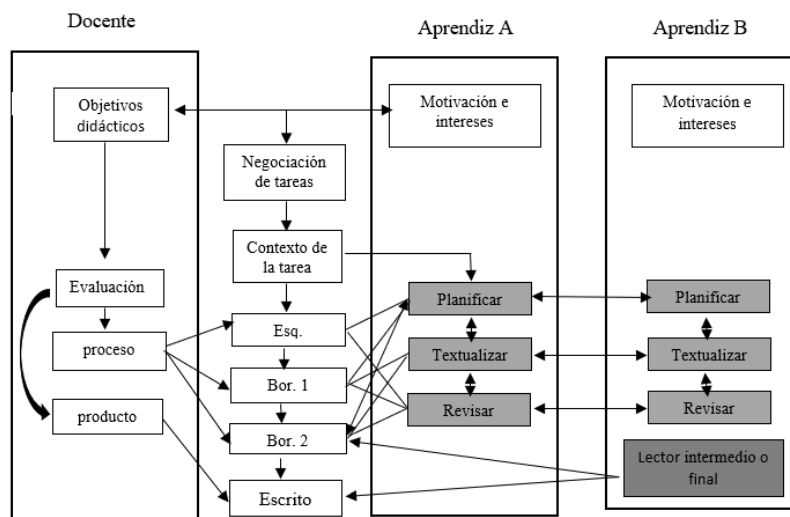 Docente
Aprendiz A
Aprendiz B
Objetivos
didácticos
Motivación e
intereses
Motivación e
intereses
Negociación
de tareas
Contexto de
la tarea
Evaluación
Planificar
Planificar
Esq.
proceso
Textualizar
Textualizar
Bor. 1
producto
Revisar
Revisar
Bor. 2
Lector intermedio o
final
Escrito